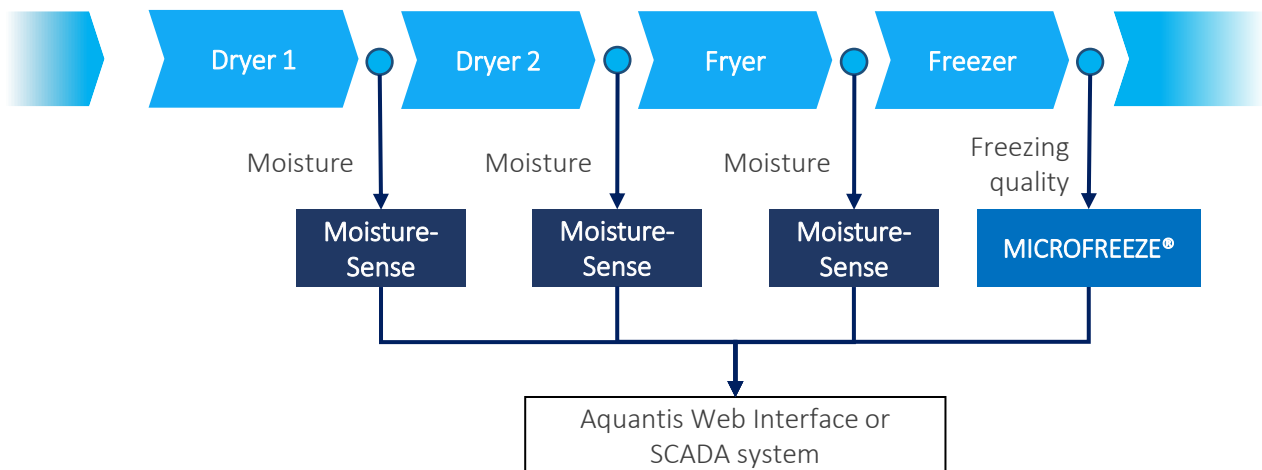 Dryer 1
Dryer 2
Fryer
Freezer
Moisture
Moisture
Moisture
Freezing
quality
Moisture-
Sense
Moisture-
Sense
Moisture-
Sense
MICROFREEZE®
Aquantis Web Interface or
SCADA system